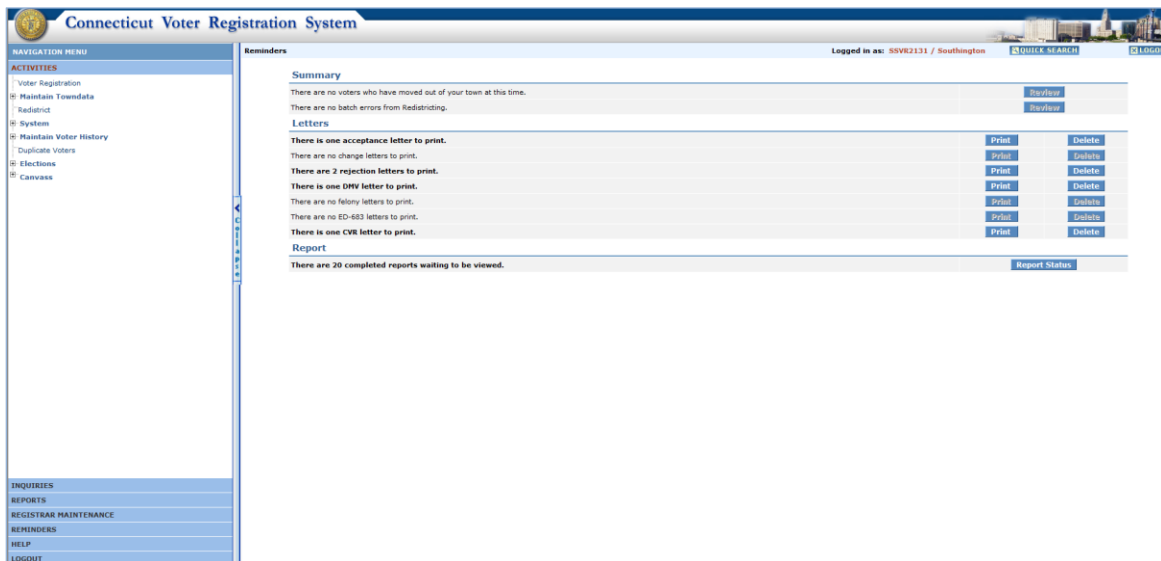 Connecticut Voter Registration System
NAVIGATION MENU
ACTIVITIES
Voter Registration
Maintain Towndata
Redistrict
System
Maintain Voter History
Duplicate Voters
Elections
Canvass
INQUIRIES
REPORTS
REGISTRAR MAINTENANCE
REMINDERS
HELP
LOGOUT
Collapse
Reminders Logged in as: SSVR2131 / Southington QUICK SEARCH LOGO
Summary
There are no voters who have moved out of your town at this time. Review
There are no batch errors from Redistricting. Review
Letters
There is one acceptance letter to print. Print Delete
There are no change letters to print. Print Delete
There are 2 rejection letters to print. Print Delete
There is one DMV letter to print. Print Delete
There are no felony letters to print. Print Delete
There are no ED-683 letters to print. Print Delete
There is one CVR letter to print. Print Delete
Report
There are 20 completed reports waiting to be viewed. Report Status